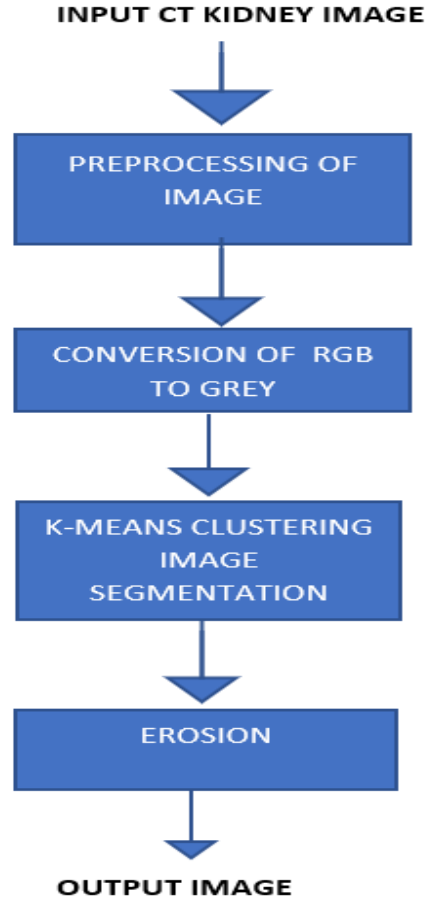 INPUT CT KIDNEY IMAGE
PREPROCESSING OF
IMAGE
CONVERSION OF RGB
TO GREY
K-MEANS CLUSTERING
IMAGE
SEGMENTATION
EROSION
OUTPUT IMAGE